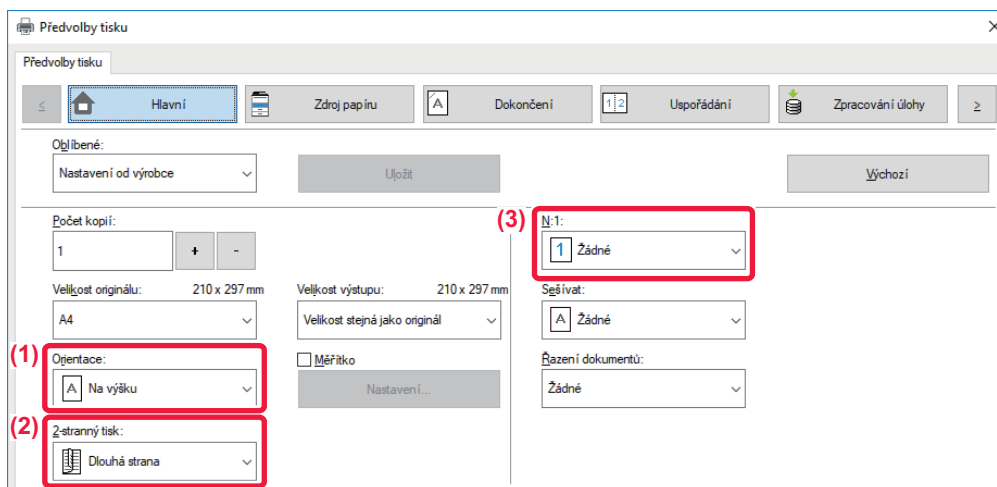 Předvolby tisku
Předvolby tisku
< Hlavní Zdroj papíru A Dokončení 1 2 Uspořádání Zpracování úlohy >
Oblíbené:
Nastavení od výrobce Uložit Výchozí
Počet kopií: (3) N:1:
1 + - 1 Žádné
Velikost originálu: 210 x 297 mm Velikost výstupu: 210 x 297 mm Sešívat:
A4 Velikost stejná jako originál A Žádné
(1) Orientace: Měřítko Řazení dokumentů:
A Na výšku Nastavení... Žádné
(2) 2-stranný tisk:
Dlouhá strana